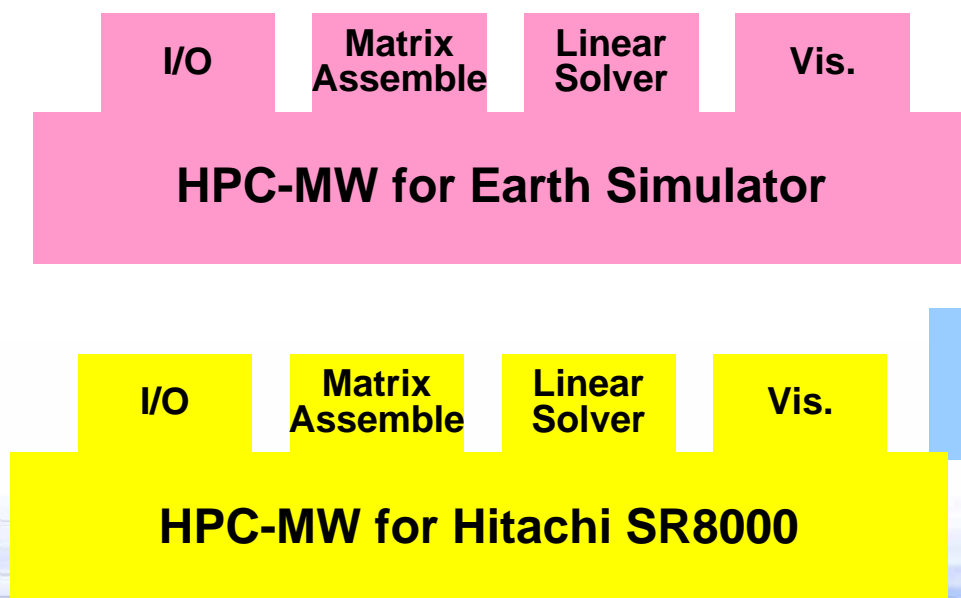 I/O
Matrix
Assemble
Linear
Solver
Vis.
HPC-MW for Earth Simulator
I/O
Matrix
Assemble
Linear
Solver
Vis.
HPC-MW for Hitachi SR8000